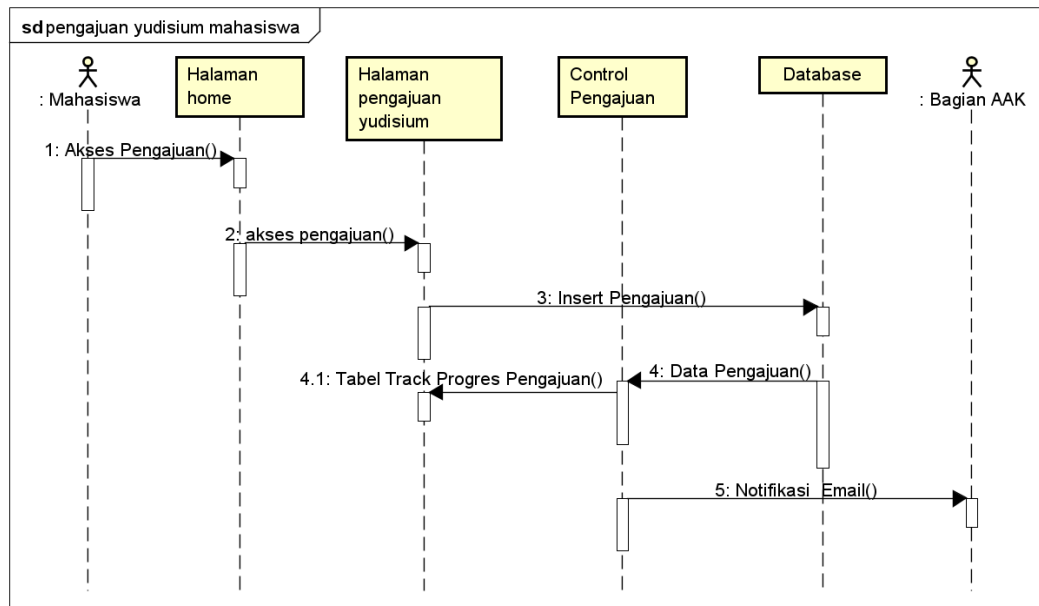 sd pengajuan yudisium mahasiswa
: Mahasiswa
Halaman
home
Halaman
pengajuan
yudisium
Control
Pengajuan
Database
: Bagian AAK
1: Akses Pengajuan()
2: akses pengajuan()
3: Insert Pengajuan()
4: Data Pengajuan()
4.1: Tabel Track Progres Pengajuan()
5: Notifikasi Email()